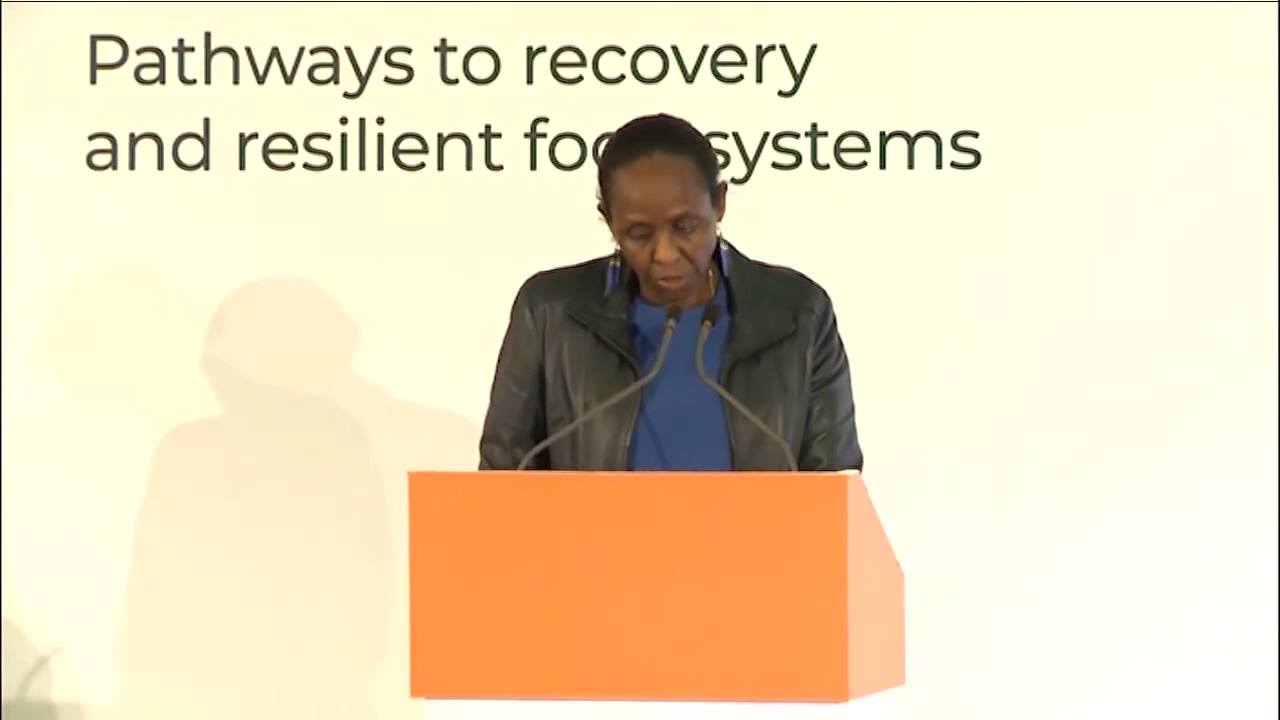 Pathways to recovery
and resilient systems